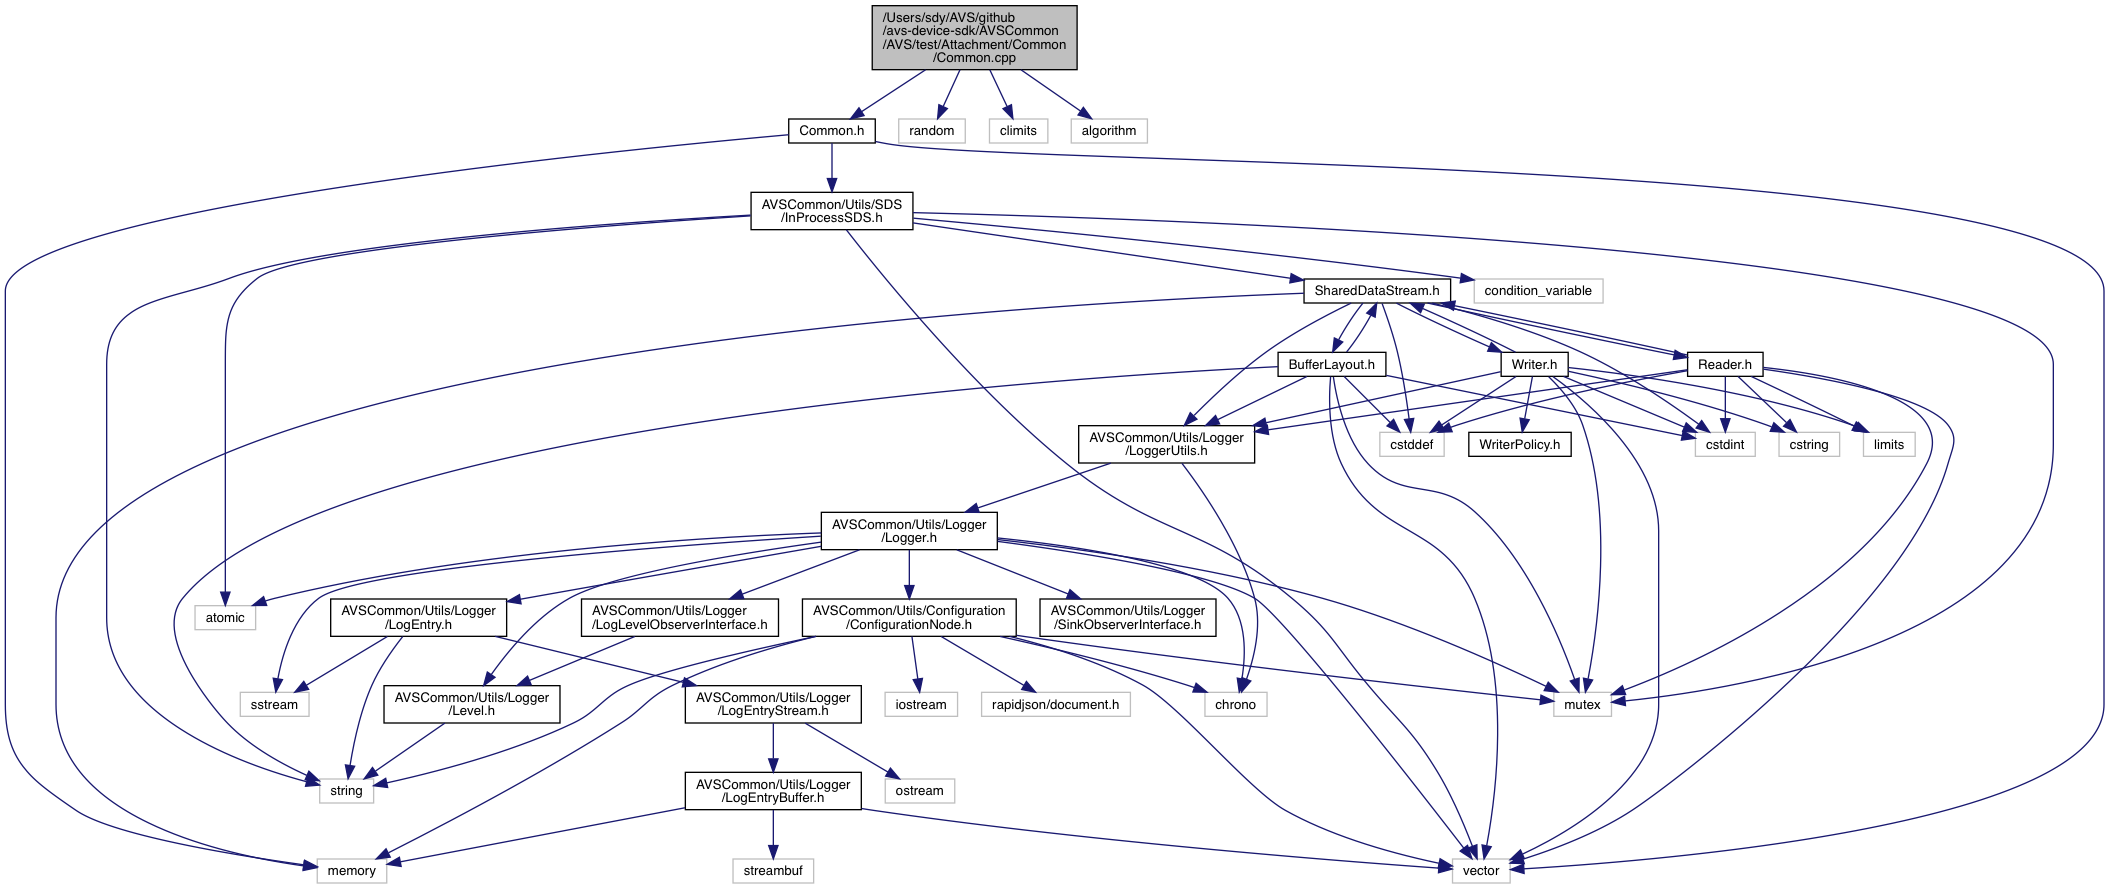 /Users/sdy/AVS/github
/avs-device-sdk/AVSCommon
/AVS/test/Attachment/Common
/Common.cpp
Common.h
random
climits
algorithm
AVSCommon/Utils/SDS
/InProcessSDS.h
SharedDataStream.h
condition_variable
BufferLayout.h
Writer.h
Reader.h
AVSCommon/Utils/Logger
/LoggerUtils.h
cstddef
WriterPolicy.h
cstdint
cstring
limits
AVSCommon/Utils/Logger
/Logger.h
atomic
AVSCommon/Utils/Logger
/LogEntry.h
AVSCommon/Utils/Logger
/LogLevelObserverInterface.h
AVSCommon/Utils/Configuration
/ConfigurationNode.h
AVSCommon/Utils/Logger
/SinkObserverInterface.h
sstream
AVSCommon/Utils/Logger
/Level.h
AVSCommon/Utils/Logger
/LogEntryStream.h
iostream
rapidjson/document.h
chrono
mutex
string
AVSCommon/Utils/Logger
/LogEntryBuffer.h
ostream
memory
streambuf
vector